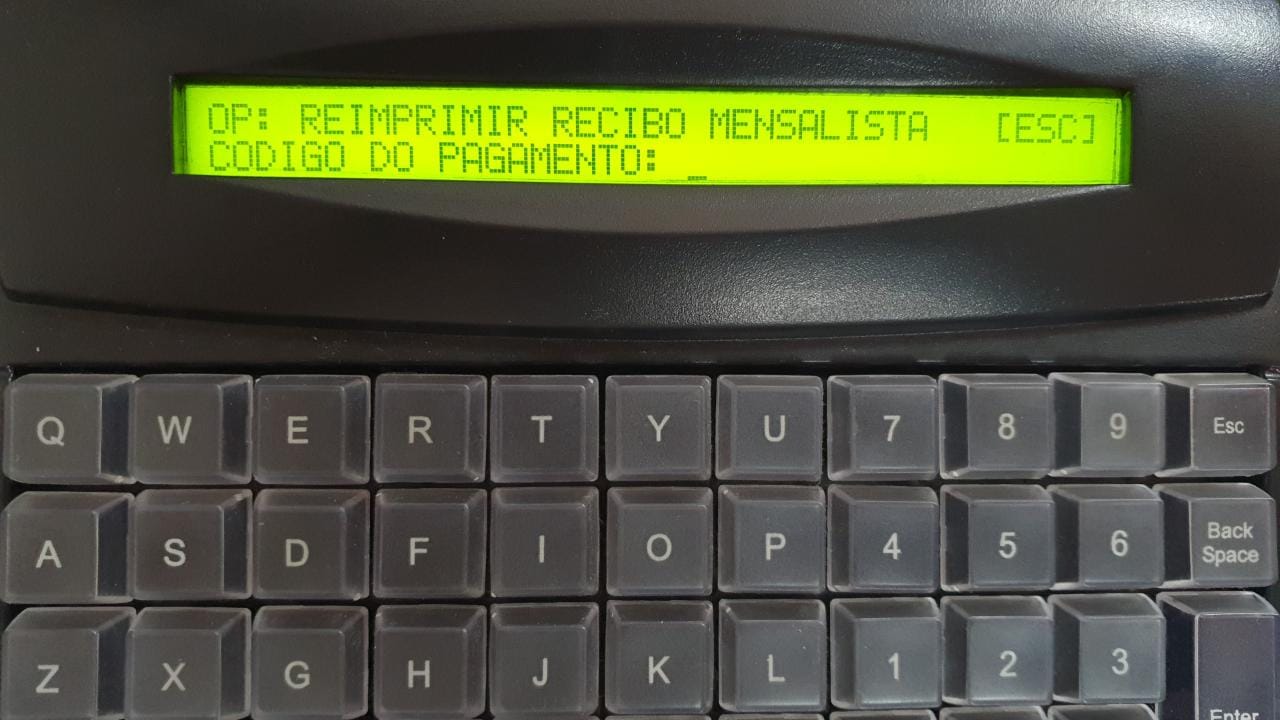 OP: REIMPRIMIR RECIBO MENSALISTA [ESC]
CODIGO DO PAGAMENTO: _
Q W E R T Y U 7 8 9 Esc
A S D F I O P 4 5 6 Back Space
Z X G H J K L 1 2 3 Enter